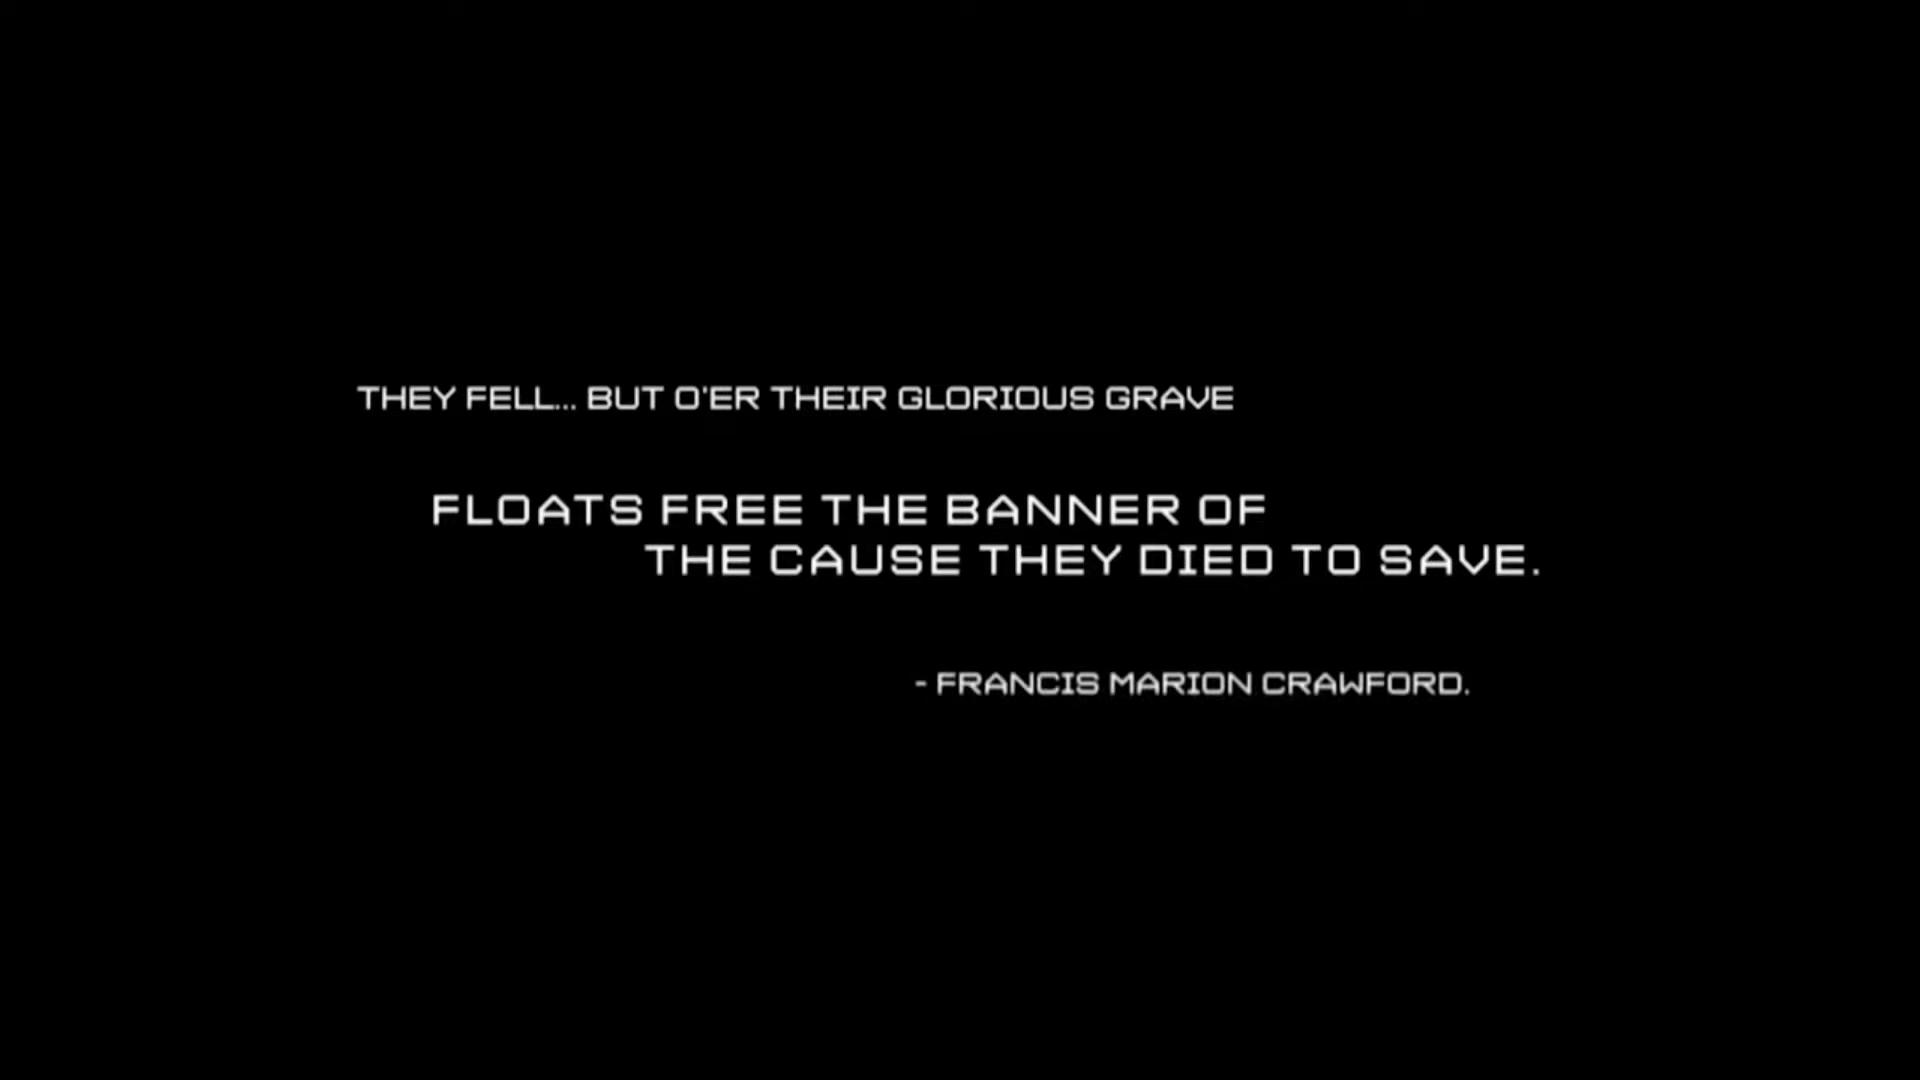 THEY FELL... BUT O'ER THEIR GLORIOUS GRAVE
FLOATS FREE THE BANNER OF
THE CAUSE THEY DIED TO SAVE.
- FRANCIS MARION CRAWFORD.